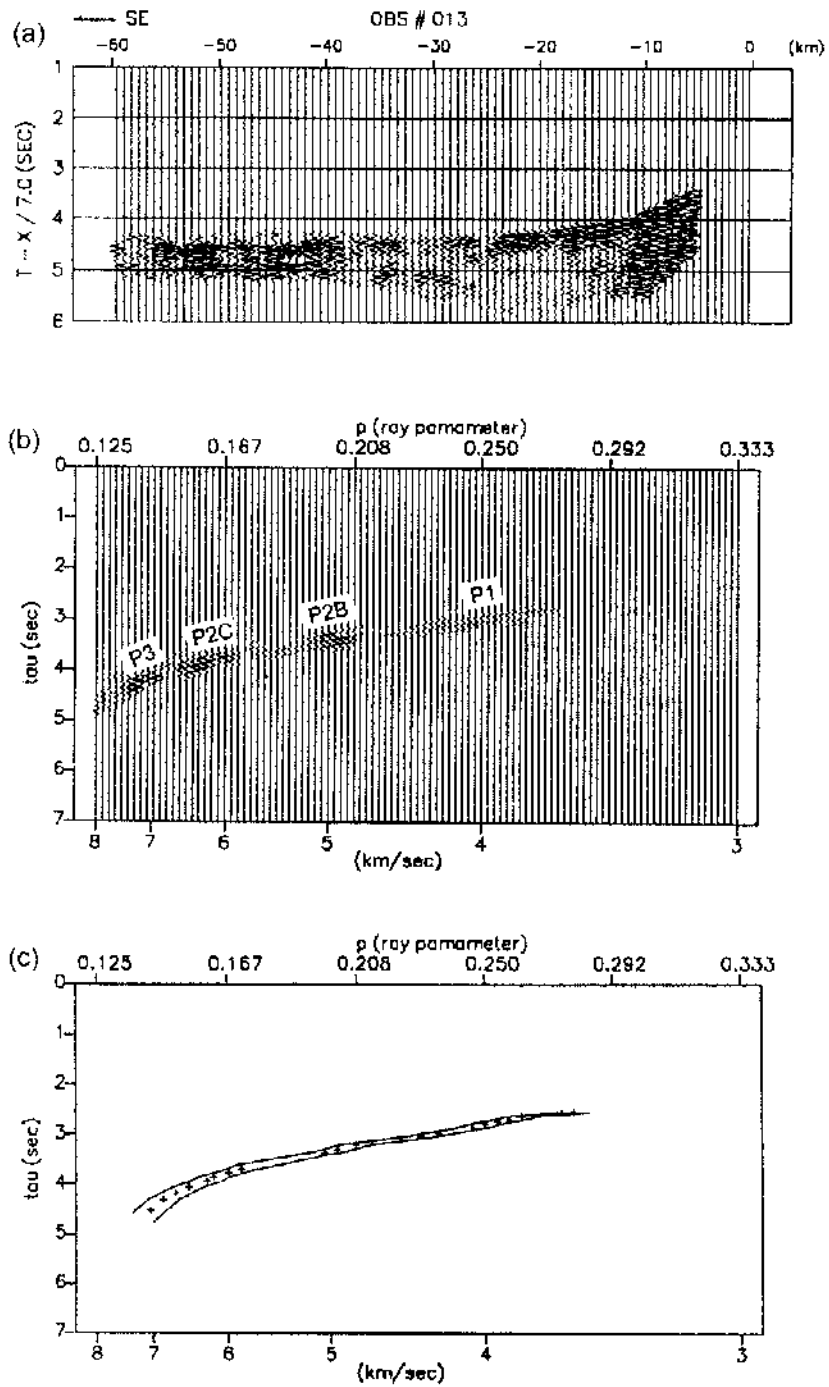 (a)
SE
OBS # 013
-60 -50 -40 -30 -20 -10 0 (km)
1
2
3
4
5
6
T - X / 7.0 (SEC)
(b)
p (ray pamameter)
0.125 0.167 0.208 0.250 0.292 0.333
0
1
2
3
4
5
6
7
tau (sec)
P3
P2C
P2B
P1
8 7 6 5 4 3
(km/sec)
(c)
p (ray pamameter)
0.125 0.167 0.208 0.250 0.292 0.333
0
1
2
3
4
5
6
7
tau (sec)
8 7 6 5 4 3
(km/sec)